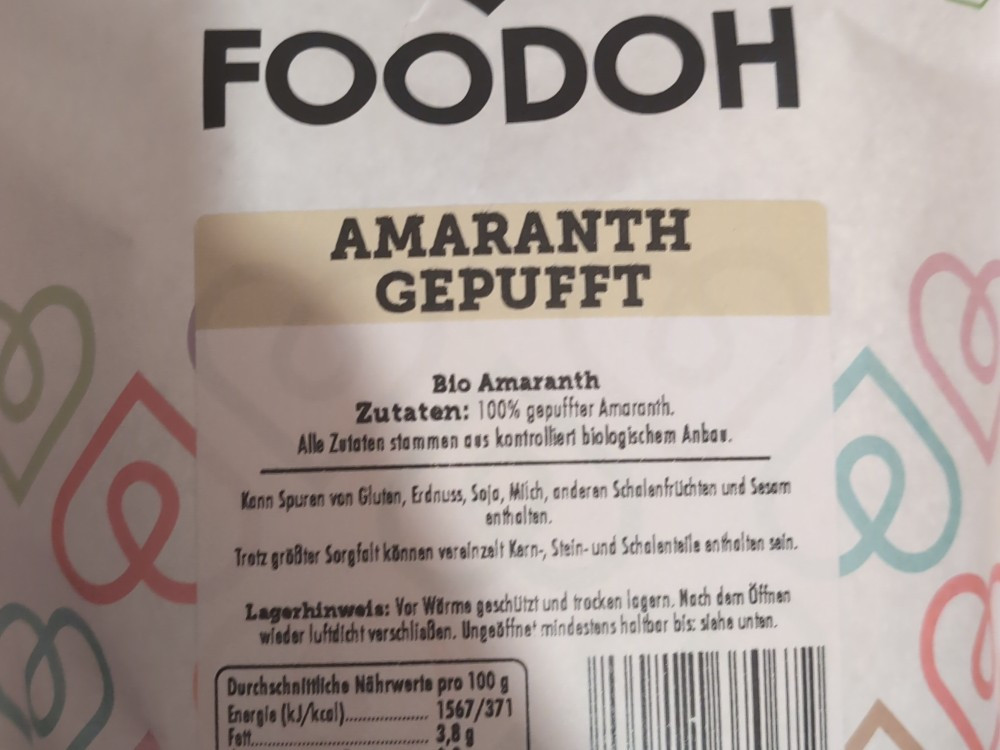 FOODOH
AMARANTH
GEPUFFT
Bio Amaranth
Zutaten: 100% gepuffter Amaranth.
Alle Zutaten stammen aus kontrolliert biologischem Anbau.
Kann Spuren von Gluten, Erdnuss, Soja, Milch, anderen Schalenfrüchten und Sesam
enthalten.
Trotz größter Sorgfalt können vereinzelt Kern-, Stein- und Schalenteile enthalten sein.
Lagerhinweis: Vor Wärme geschützt und trocken lagern. Nach dem Öffnen
wieder luftdicht verschließen. Ungeöffnet mindestens haltbar bis: siehe unten.
Durchschnittliche Nährwerte pro 100 g
Energie (kJ/kcal)................... 1567/371
Fett................................... 3,8 g